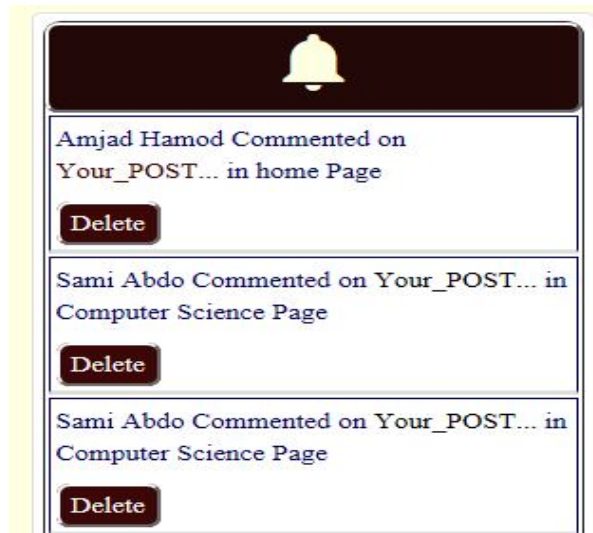 Amjad Hamod Commented on
Your_POST... in home Page
Delete
Sami Abdo Commented on Your_POST... in
Computer Science Page
Delete
Sami Abdo Commented on Your_POST... in
Computer Science Page
Delete